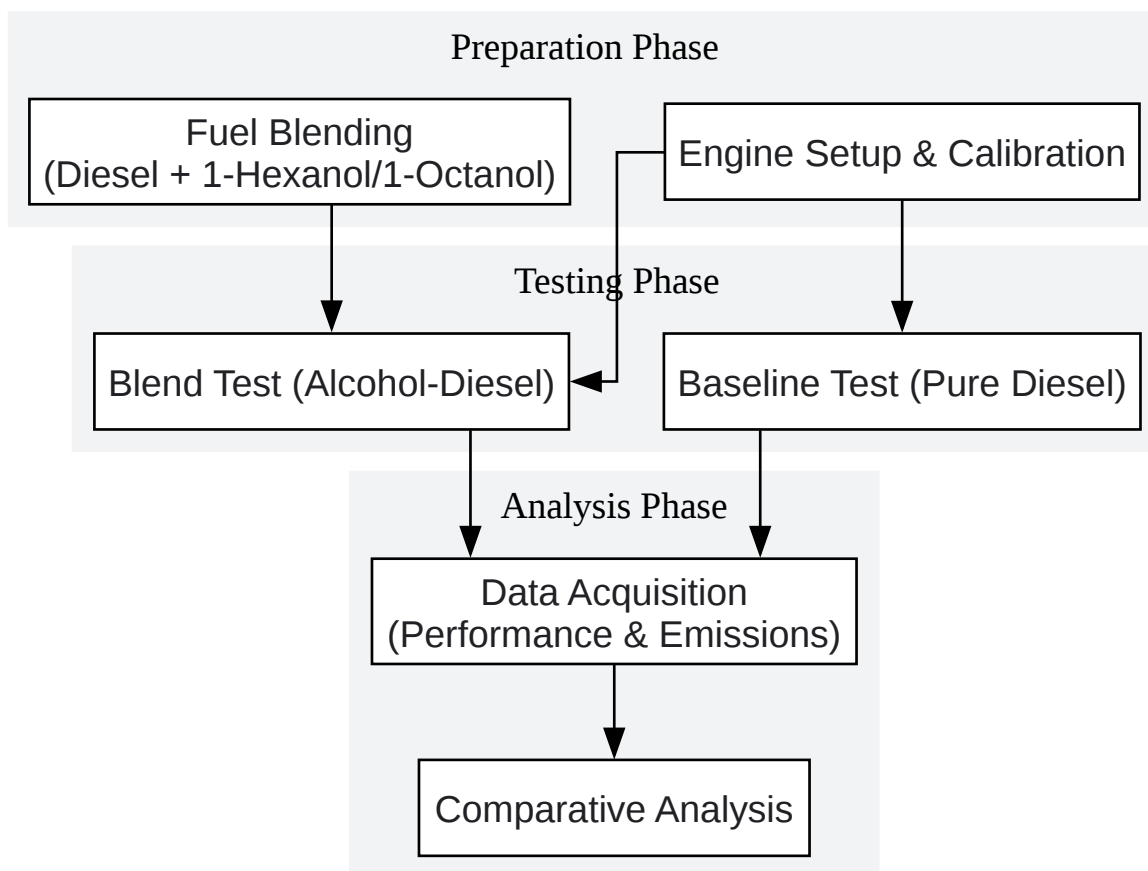 Preparation Phase
Fuel Blending
(Diesel + 1-Hexanol/1-Octanol)
Engine Setup & Calibration
Testing Phase
Blend Test (Alcohol-Diesel)
Baseline Test (Pure Diesel)
Analysis Phase
Data Acquisition
(Performance & Emissions)
Comparative Analysis